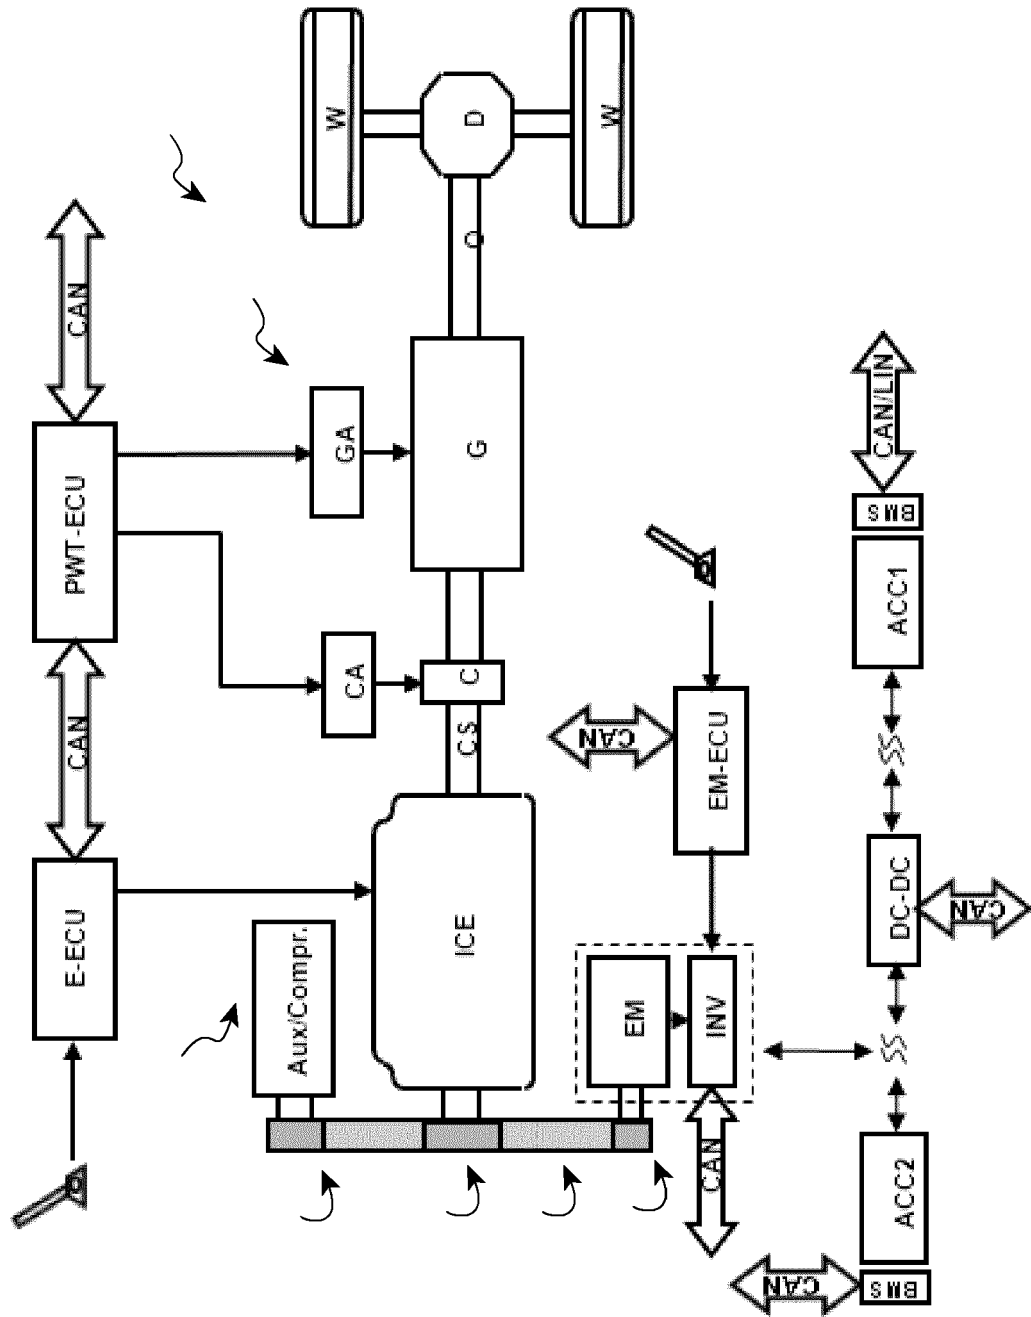 E-ECU
CAN
PWT-ECU
CAN
Aux/Compr.
CA
GA
W
ICE
CS
C
G
D
W
EM
CAN
CAN
INV
EM-ECU
CAN
BMS
ACC2
DC-DC
ACC1
BMS
CAN/LIN
CAN